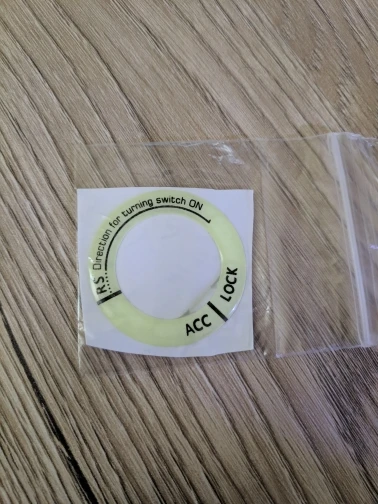 R.S. Direction for turning switch ON
ACC | LOCK